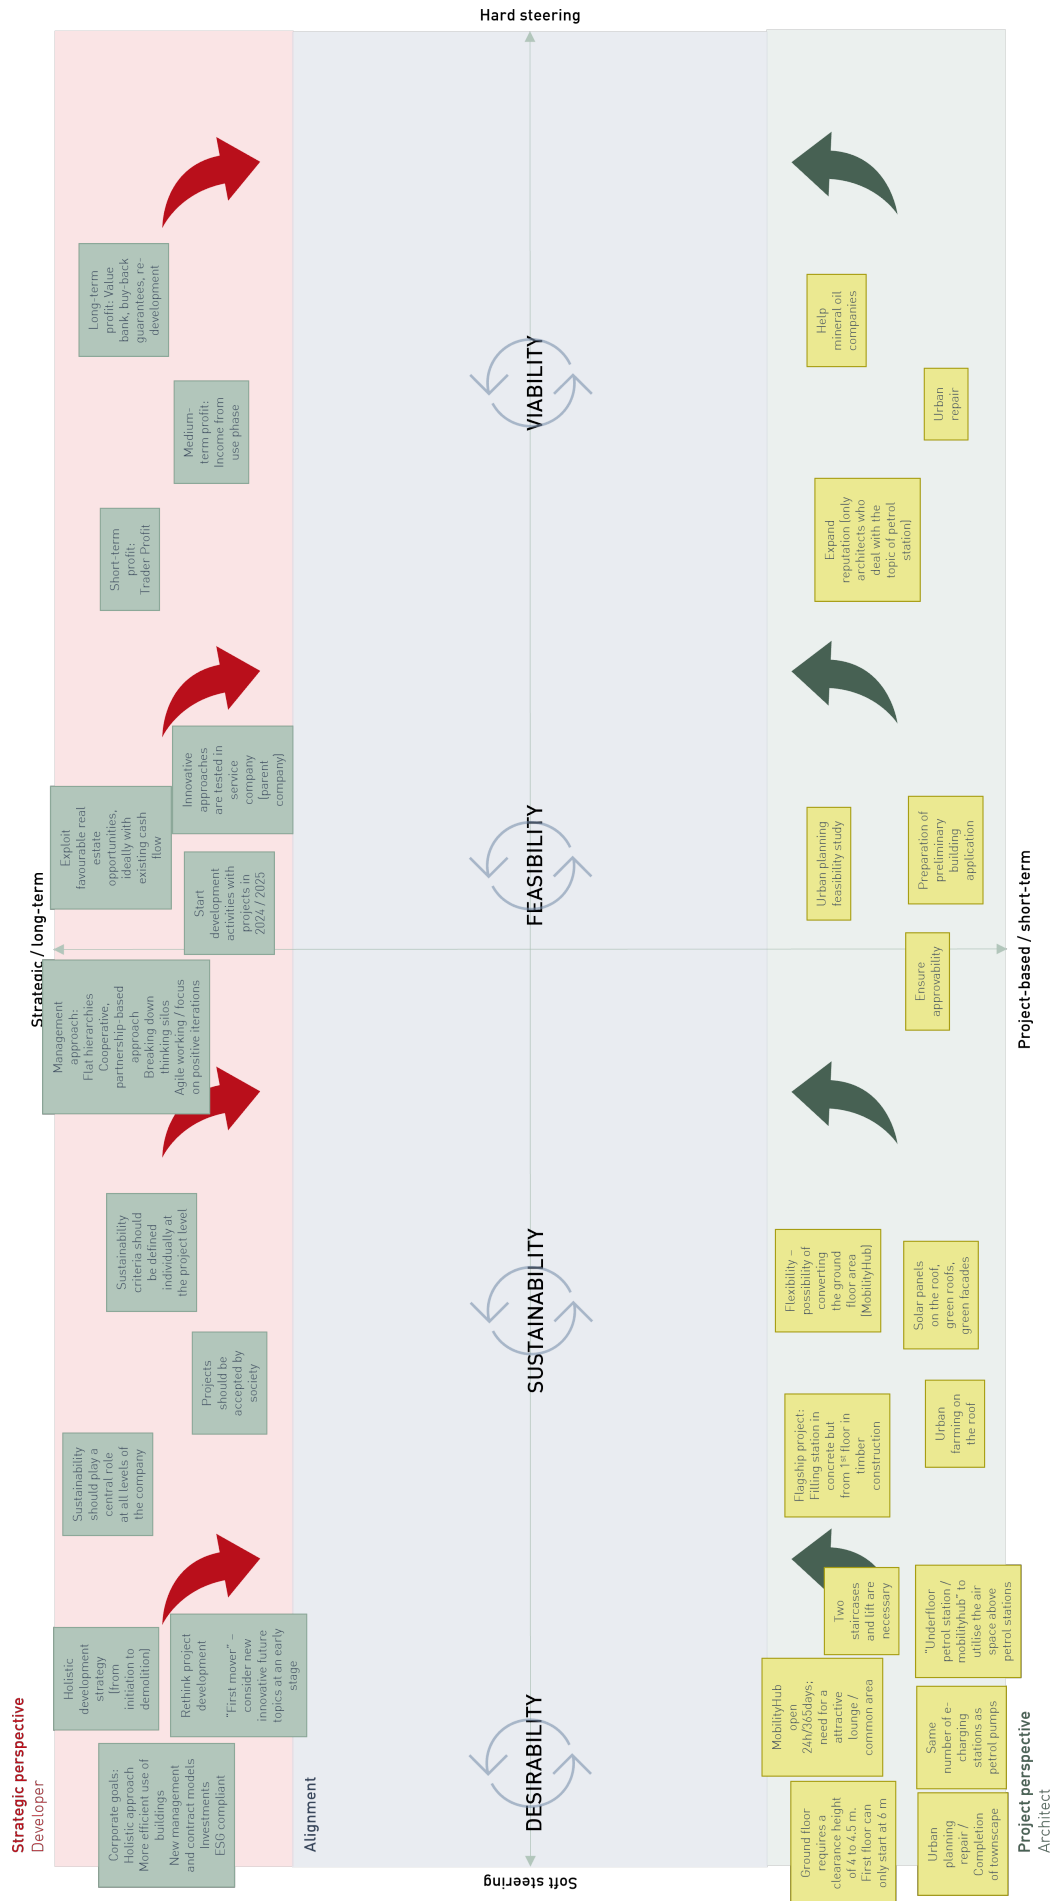 Hard steering
Strategic perspective
Developer
Strategic / long-term
Corporate goals:
Holistic approach
More efficient use of
buildings
New management
and contract models
Investments
ESG compliant
Holistic
development
strategy
(from
initiation to
demolition)
Rethink project
development
“First mover” –
consider new
innovative future
topics at an early
stage
Sustainability
should play a
central role
at all levels of
the company
Projects
should be
accepted by
society
Sustainability
criteria should
be defined
individually at
the project level
Management
approach:
Flat hierarchies
Cooperative,
partnership-based
approach
Breaking down
thinking silos
Agile working / focus
on positive iterations
Start
development
activities with
projects in
2024 / 2025
Exploit
favourable real
estate
opportunities,
ideally with
existing cash
flow
Innovative
approaches
are tested in
service
company
(parent
company)
Short-term
profit:
Trader Profit
Medium-
term profit:
Income from
use phase
Long-term
profit: Value
bank, buy-back
guarantees, re-
development
Alignment
DESIRABILITY
SUSTAINABILITY
FEASIBILITY
VIABILITY
Ground floor
requires a
clearance height
of 4 to 4.5 m.
First floor can
only start at 6 m
MobilityHub
open
24h/365days;
need for a
attractive
lounge /
common area
Two
staircases
and lift are
necessary
Urban
planning
repair /
Completion
of townscape
Same
number of e-
charging
stations as
petrol pumps
“Underfloor
petrol station /
mobilityhub” to
utilise the air
space above
petrol stations
Flagship project:
Filling station in
concrete but
from 1st floor in
timber
construction
Flexibility –
possibility of
converting
the ground
floor area
(MobilityHub)
Urban
farming on
the roof
Solar panels
on the roof,
green roofs,
green facades
Ensure
approvability
Urban planning
feasibility study
Preparation of
preliminary
building
application
Expand
reputation (only
architects who
deal with the
topic of petrol
station)
Help
mineral oil
companies
Urban
repair
Project perspective
Architect
Project-based / short-term
Soft steering